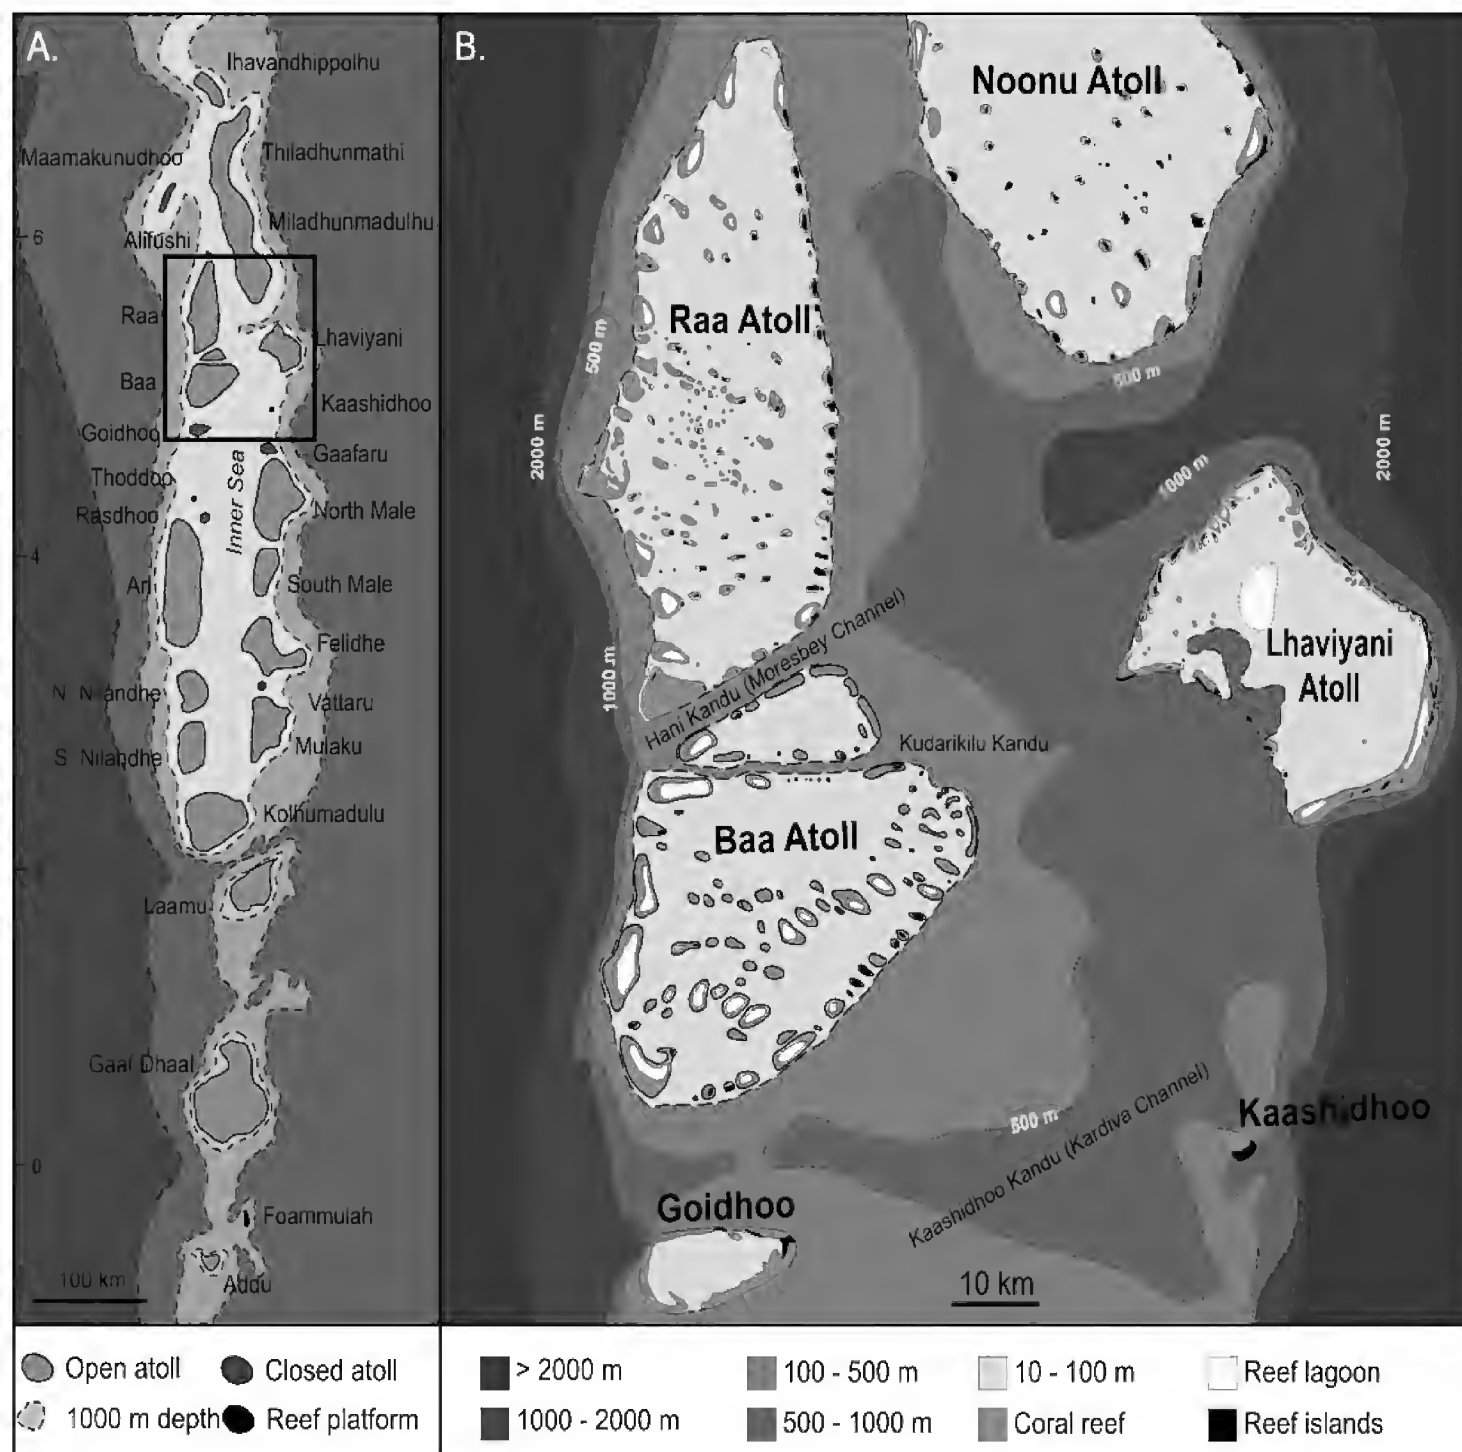 A.
Ihavandhippolhu
Maamakunudhoo
Thiladhunmathi
Miladhunmadulhu
Alifushi
6
Raa
Lhaviyani
Baa
Kaashidhoo
Goidhoo
Gaafaru
Thoddoo
Rasdhoo
Inner Sea
North Male
4
Ari
South Male
Felidhe
N Nilandhe
Vattaru
S Nilandhe
Mulaku
Kolhumadulu
Laamu
Gaaf Dhaal
0
Foammulah
Addu
100 km
B.
Noonu Atoll
Raa Atoll
500 m
500 m
2000 m
2000 m
1000 m
Lhaviyani
Atoll
1000 m
Hani Kandu (Moresbey Channel)
Kudarikilu Kandu
Baa Atoll
500 m
Kaashidhoo Kandu (Kardiva Channel)
Kaashidhoo
Goidhoo
10 km
Open atoll
Closed atoll
1000 m depth
Reef platform
> 2000 m
100 - 500 m
10 - 100 m
Reef lagoon
1000 - 2000 m
500 - 1000 m
Coral reef
Reef islands